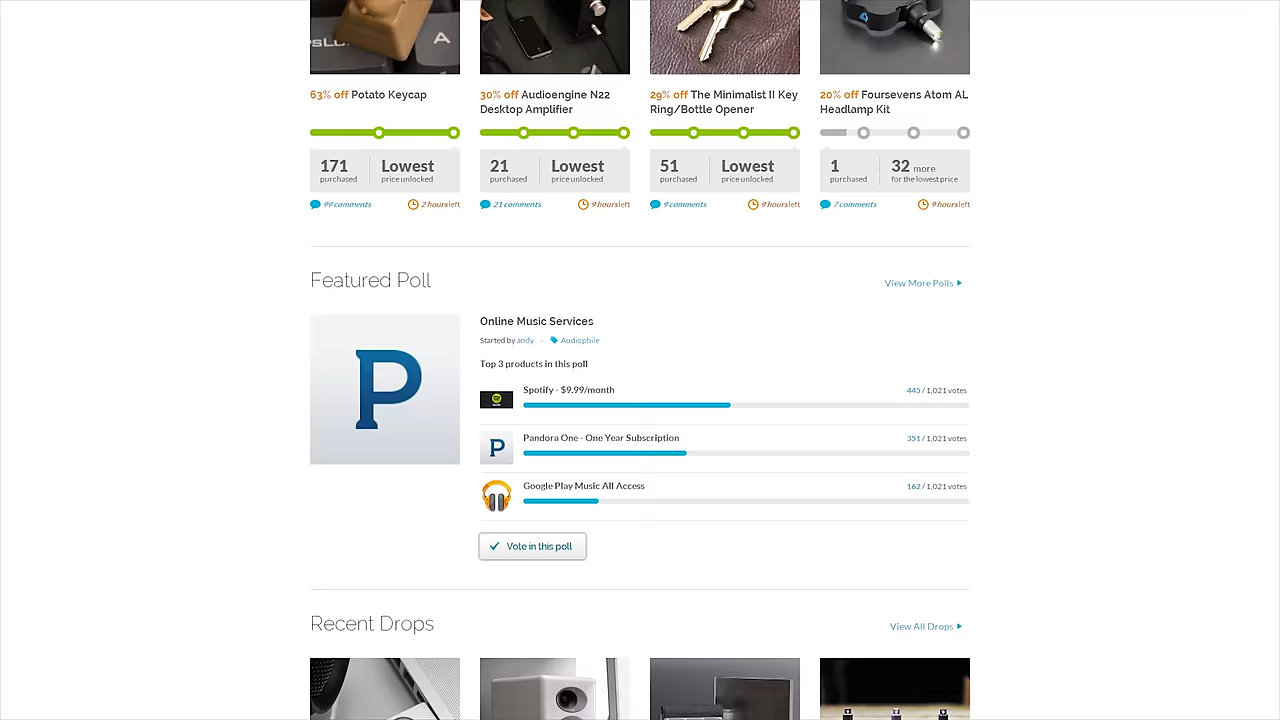 A
63% off Potato Keycap
30% off Audioengine N22
Desktop Amplifier
29% off The Minimalist II Key
Ring/Bottle Opener
20% off Foursevens Atom AL
Headlamp Kit
171
purchased
Lowest
price unlocked
21
purchased
Lowest
price unlocked
51
purchased
Lowest
price unlocked
1
purchased
32 more
for the lowest price
99 comments
2 hours left
21 comments
9 hours left
9 comments
9 hours left
7 comments
9 hours left
Featured Poll
View More Polls
P
Online Music Services
Started by andy · Audiophile
Top 3 products in this poll
Spotify - $9.99/month
445 / 1,021 votes
P
Pandora One - One Year Subscription
351 / 1,021 votes
Google Play Music All Access
162 / 1,021 votes
Vote in this poll
Recent Drops
View All Drops